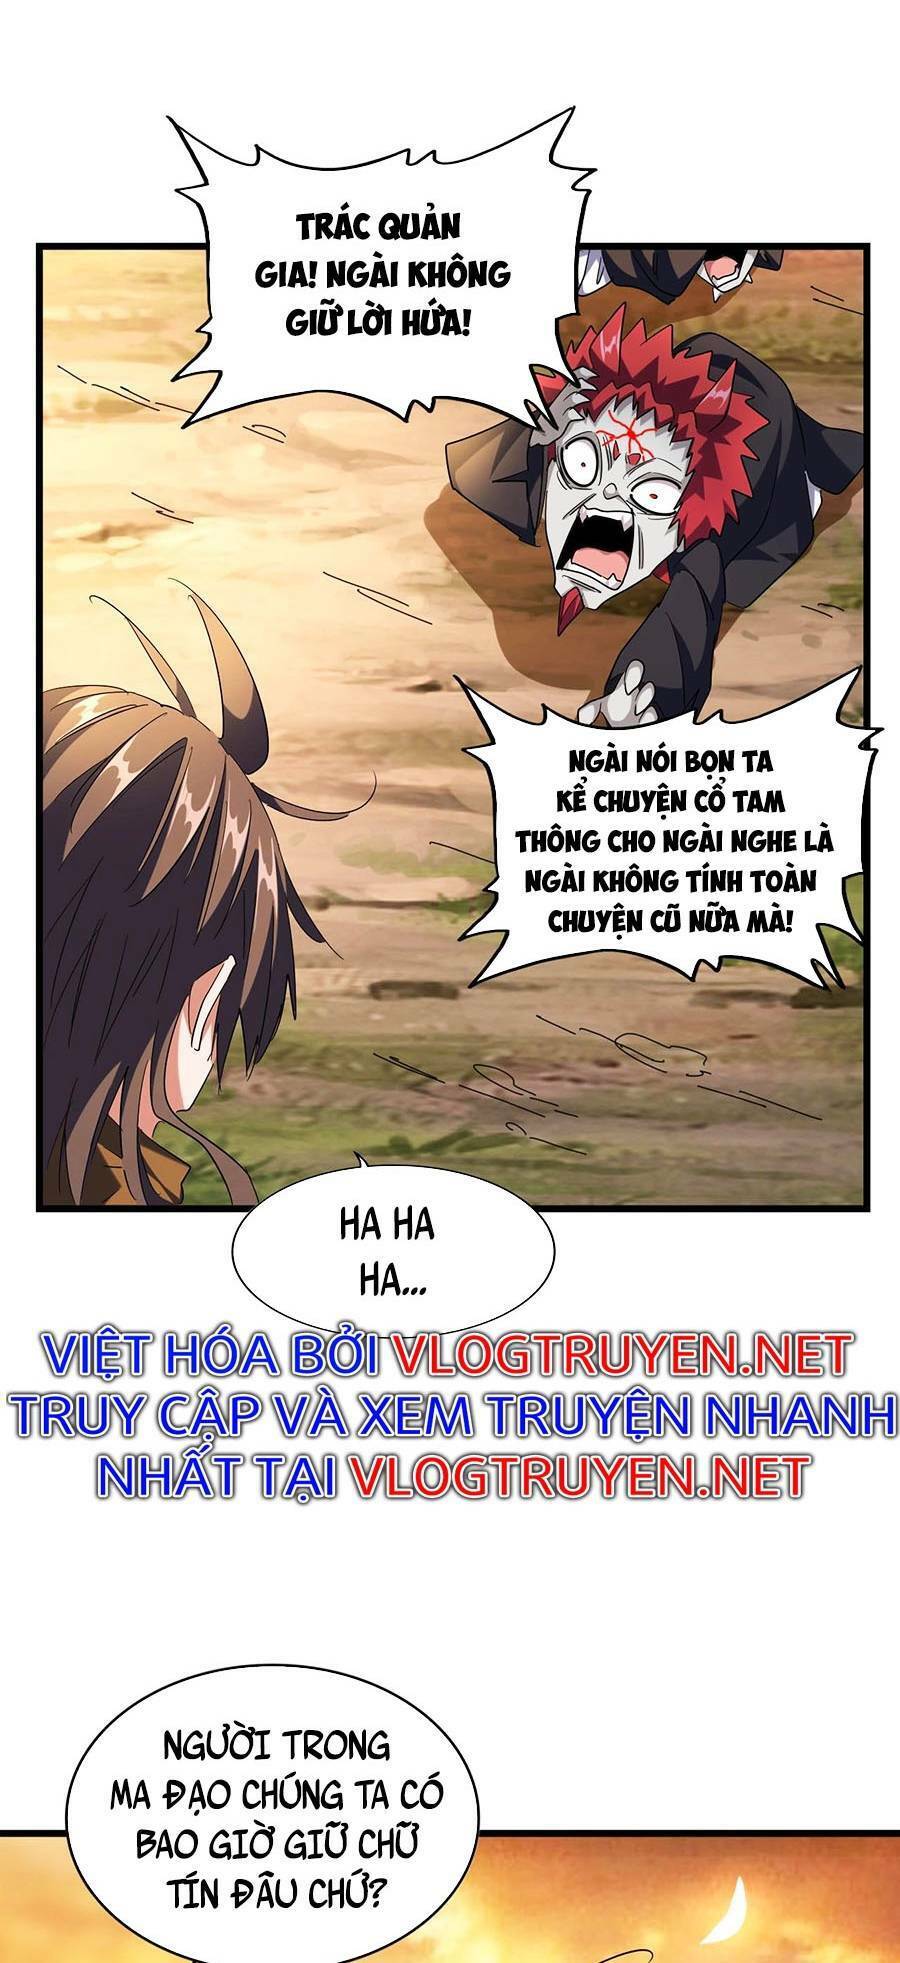 TRÁC QUẢN
GIA! NGÀI KHÔNG
GIỮ LỜI HỨA!
NGÀI NÓI BỌN TA
KỂ CHUYỆN CỔ TAM
THÔNG CHO NGÀI NGHE LÀ
NGÀI KHÔNG TÍNH TOÀN
CHUYỆN CŨ NỮA MÀ!
HA HA
HA...
VIỆT HÓA BỞI VLOGTRUYEN.NET
TRUY CẬP VÀ XEM TRUYỆN NHANH
NHẤT TẠI VLOGTRUYEN.NET
NGƯỜI TRONG
MA ĐẠO CHÚNG TA CÓ
BAO GIỜ GIỮ CHỮ
TÍN ĐÂU CHỨ?